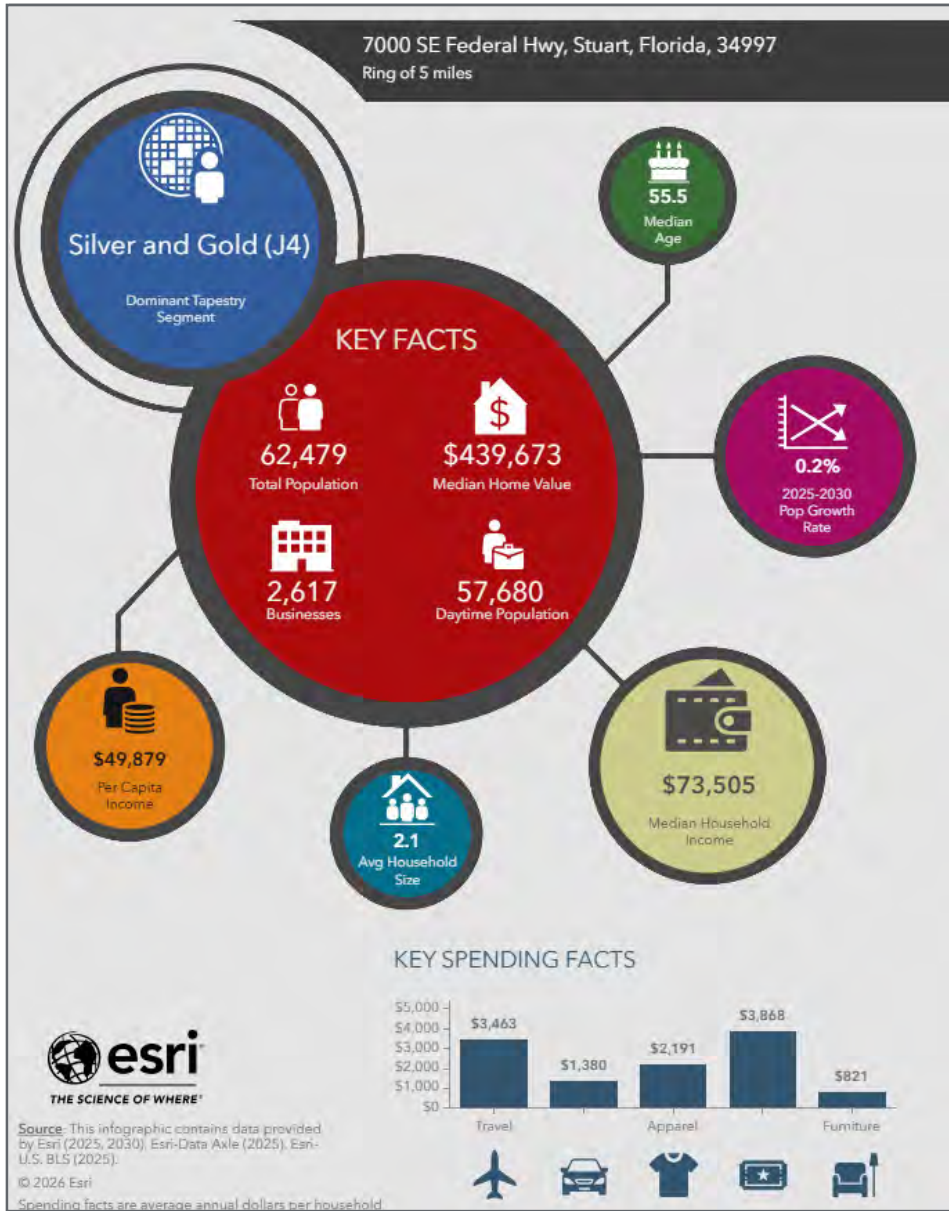 7000 SE Federal Hwy, Stuart, Florida, 34997
Ring of 5 miles
Silver and Gold (J4)
Dominant Tapestry
Segment
55.5
Median
Age
KEY FACTS
62,479
Total Population
$439,673
Median Home Value
2,617
Businesses
57,680
Daytime Population
0.2%
2025-2030
Pop Growth
Rate
$49,879
Per Capita
Income
2.1
Avg Household
Size
$73,505
Median Household
Income
KEY SPENDING FACTS
$5,000
$4,000
$3,000
$2,000
$1,000
$0
$3,463
$1,380
$2,191
$3,868
$821
Travel
Apparel
Furniture
esri
THE SCIENCE OF WHERE®
Source: This infographic contains data provided
by Esri (2025, 2030). Esri-Data Axle (2025). Esri-
U.S. BLS (2025).
© 2026 Esri
Spending facts are average annual dollars per household